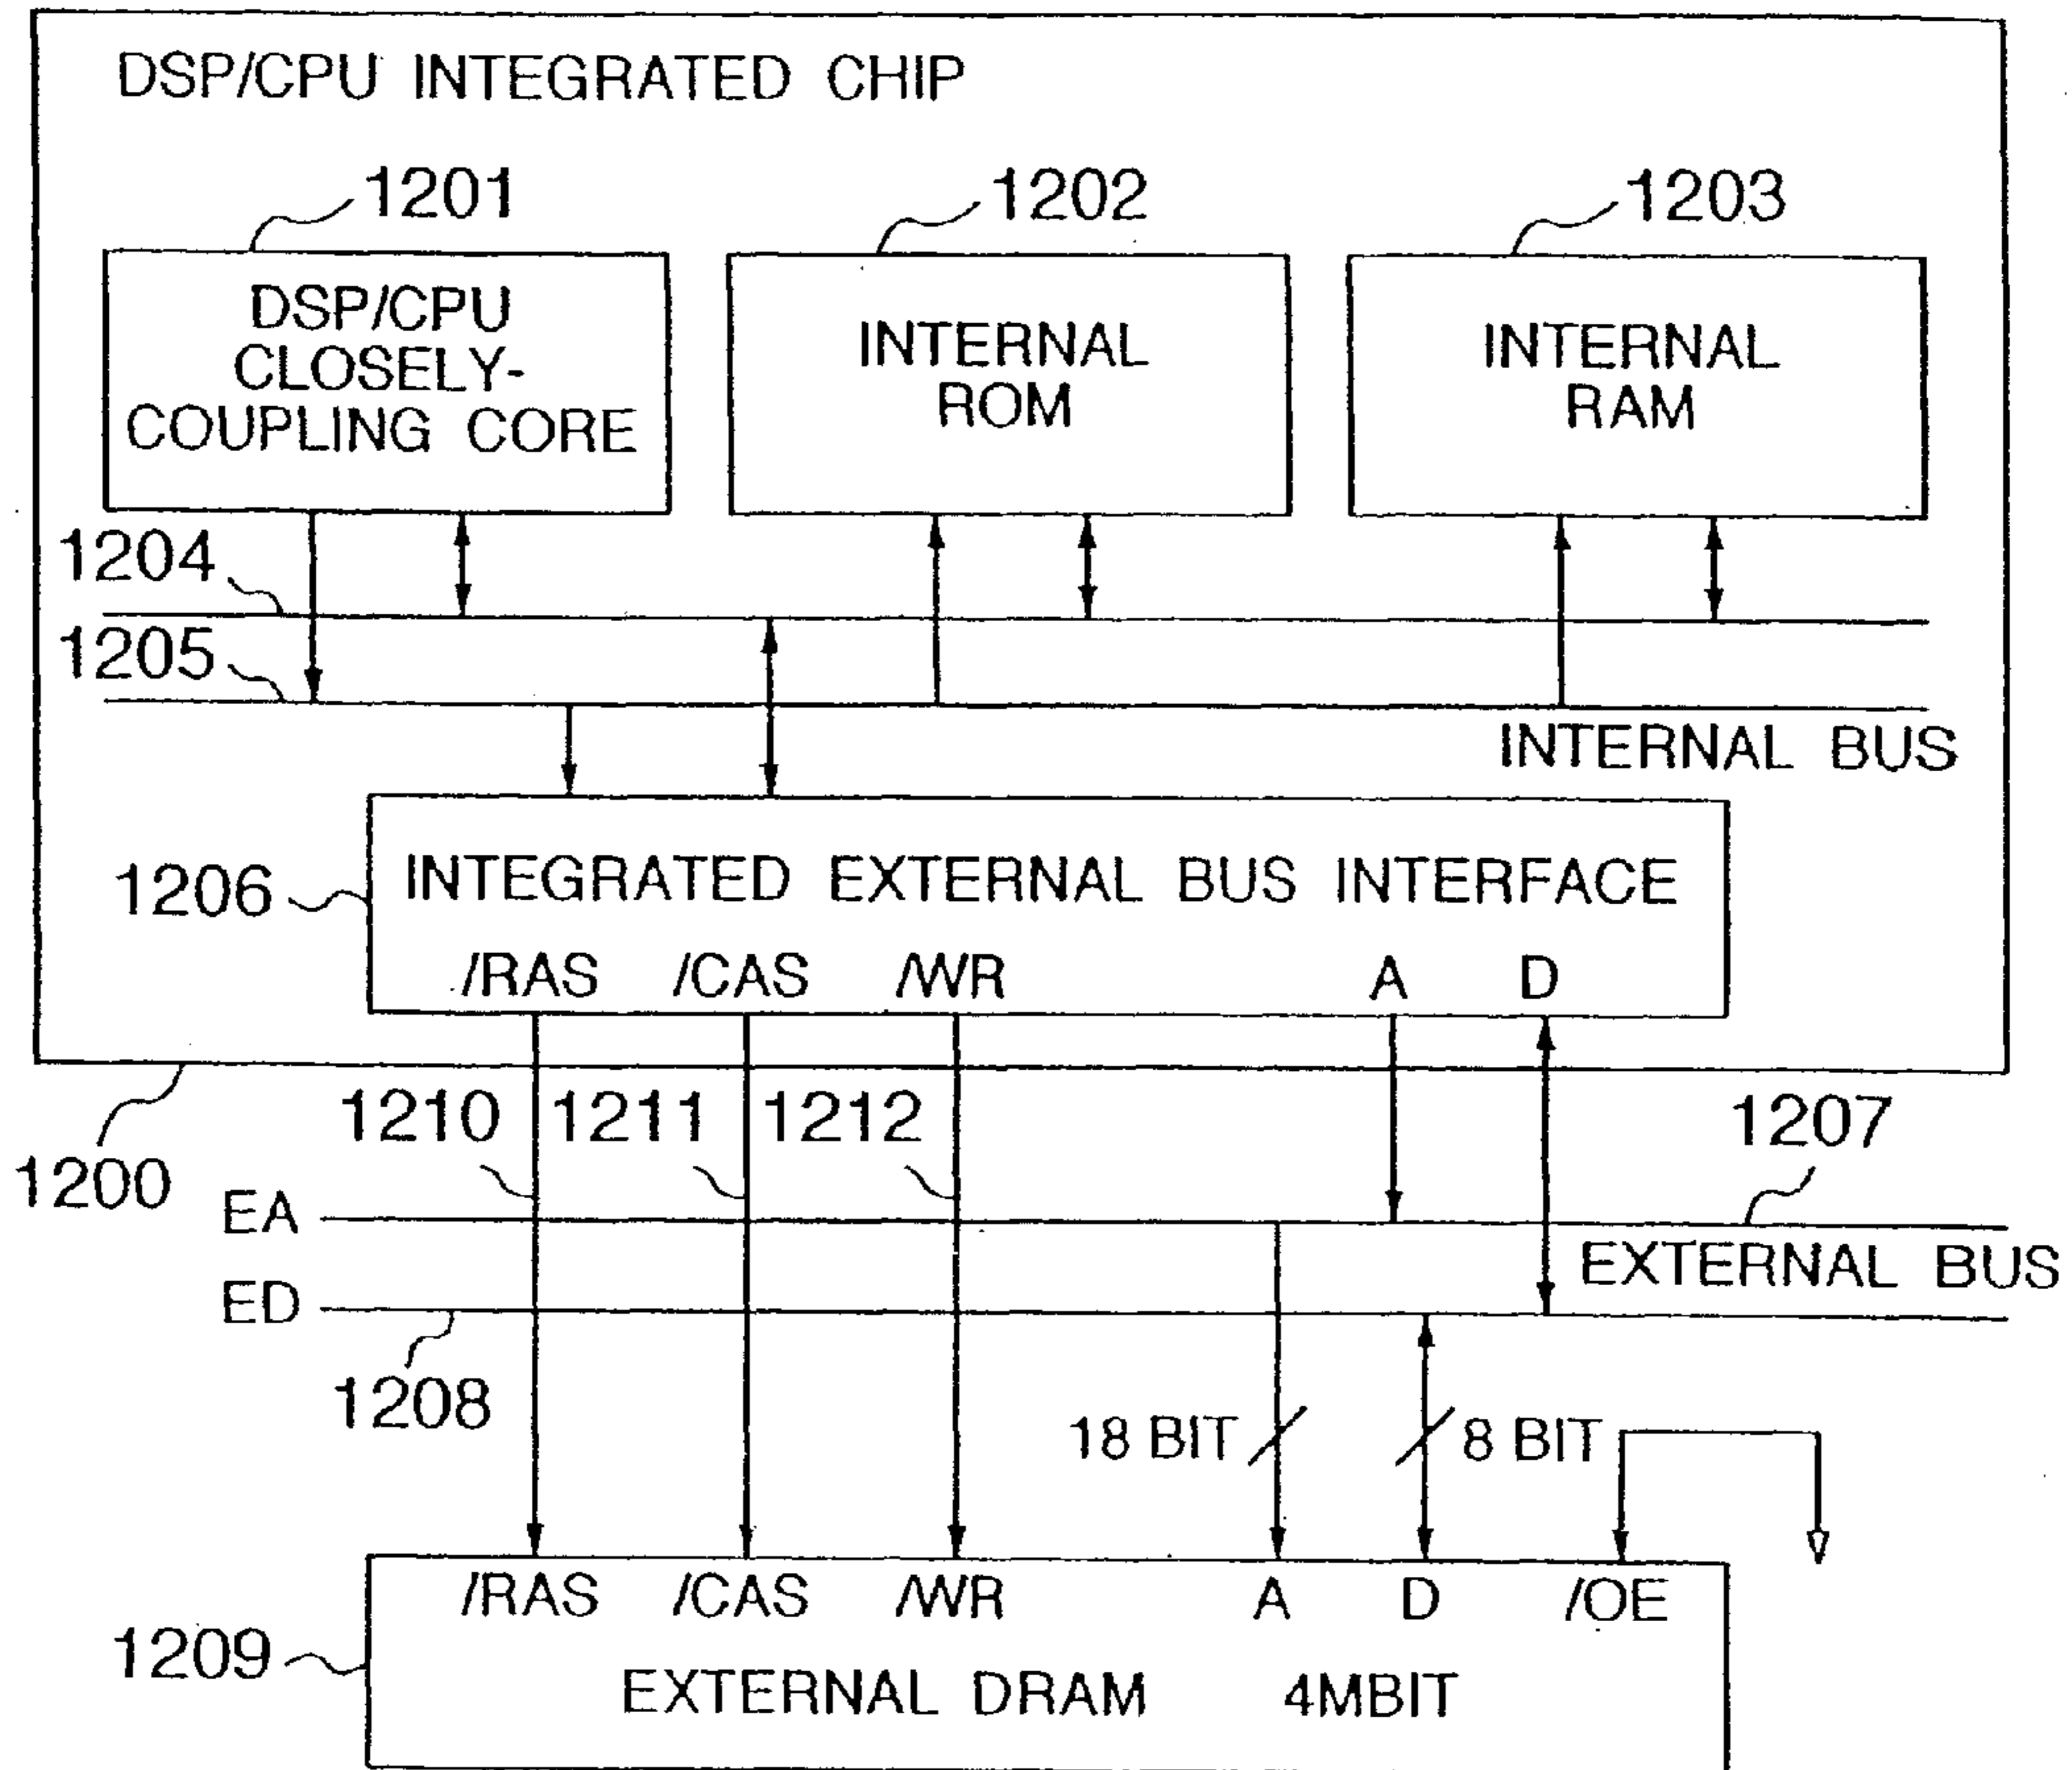 DSP/CPU INTEGRATED CHIP
1201
1202
1203
DSP/CPU
CLOSELY-
COUPLING CORE
INTERNAL
ROM
INTERNAL
RAM
1204
1205
INTERNAL BUS
1206
INTEGRATED EXTERNAL BUS INTERFACE
/RAS /CAS /WR A D
1210 1211 1212
1207
1200
EA
EXTERNAL BUS
ED
1208
18 BIT
8 BIT
/RAS /CAS /WR A D /OE
1209
EXTERNAL DRAM 4MBIT